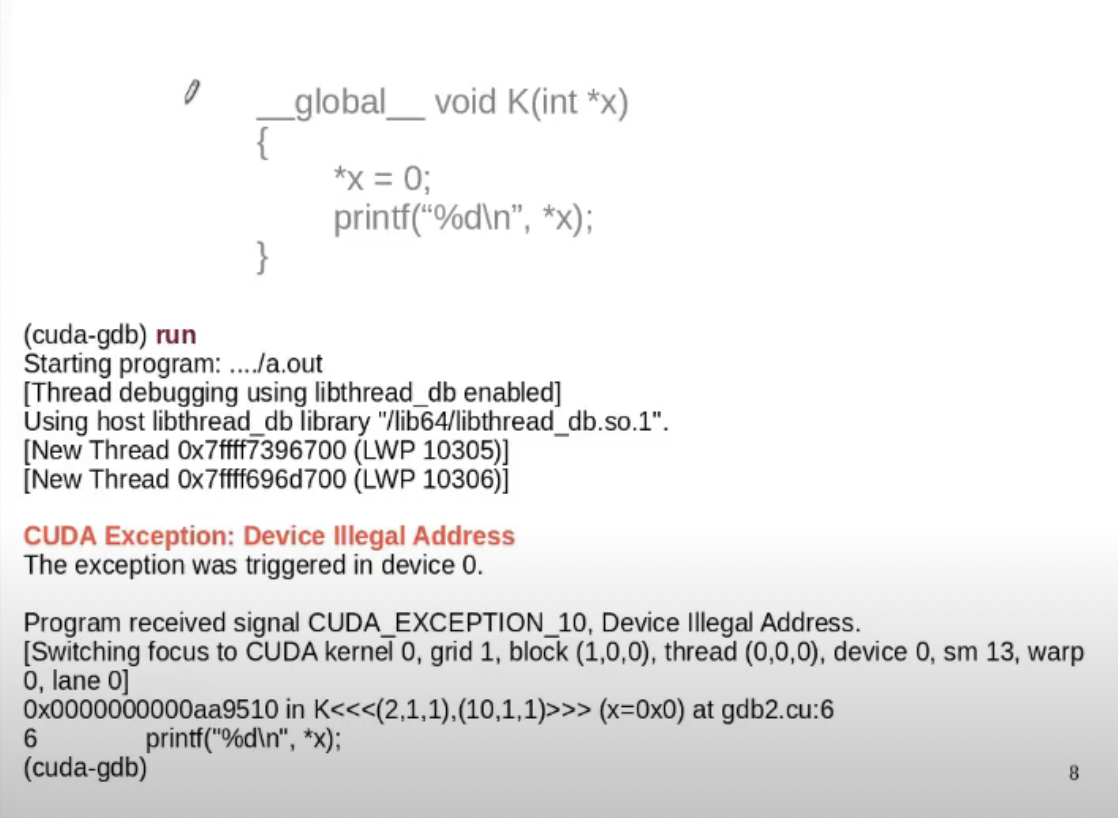 __global__ void K(int *x)
{
*x = 0;
printf(“%d\n”, *x);
}
(cuda-gdb) run
Starting program: ..../a.out
[Thread debugging using libthread_db enabled]
Using host libthread_db library "/lib64/libthread_db.so.1".
[New Thread 0x7ffff7396700 (LWP 10305)]
[New Thread 0x7ffff696d700 (LWP 10306)]
CUDA Exception: Device Illegal Address
The exception was triggered in device 0.
Program received signal CUDA_EXCEPTION_10, Device Illegal Address.
[Switching focus to CUDA kernel 0, grid 1, block (1,0,0), thread (0,0,0), device 0, sm 13, warp
0, lane 0]
0x0000000000aa9510 in K<<<(2,1,1),(10,1,1)>>> (x=0x0) at gdb2.cu:6
6 printf("%d\n", *x);
(cuda-gdb)
8